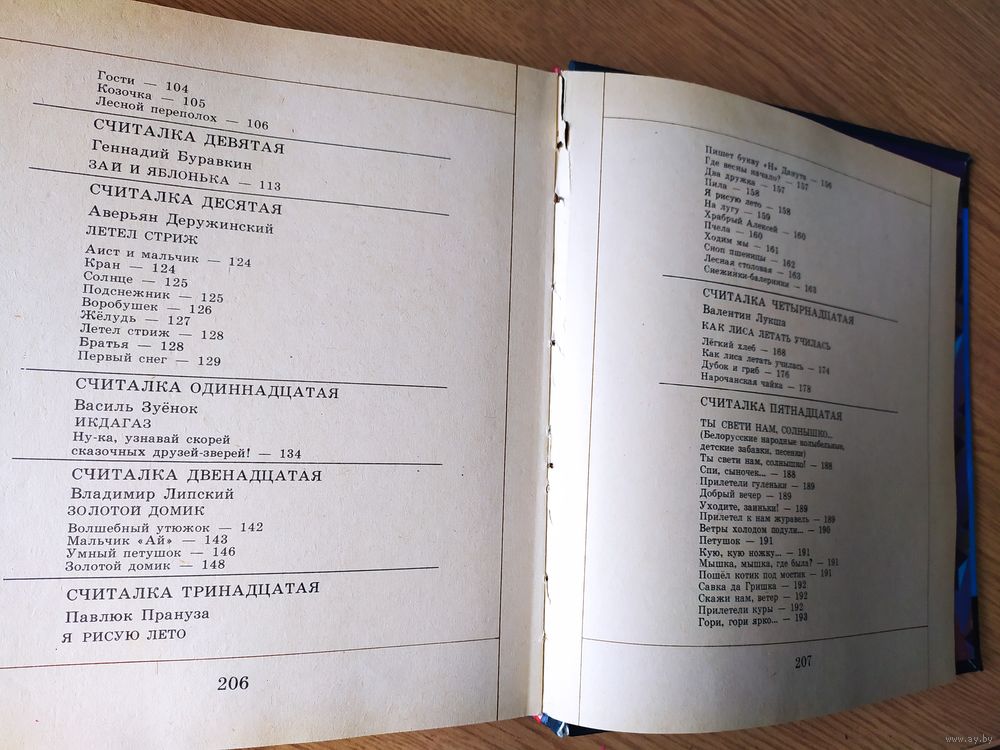 Гости — 104
Козочка — 105
Лесной переполох — 106
СЧИТАЛКА ДЕВЯТАЯ
Геннадий Буравкин
ЗАИ И ЯБЛОНЬКА — 113
СЧИТАЛКА ДЕСЯТАЯ
Аверьян Деружинский
ЛЕТЕЛ СТРИЖ
Аист и мальчик — 124
Кран — 124
Солнце — 125
Подснежник — 125
Воробушек — 126
Жёлудь — 127
Летел стриж — 128
Братья — 128
Первый снег — 129
СЧИТАЛКА ОДИННАДЦАТАЯ
Василь Зуёнок
ИКДАГАЗ
Ну-ка, узнавай скорей
сказочных друзей-зверей! — 134
СЧИТАЛКА ДВЕНАДЦАТАЯ
Владимир Липский
ЗОЛОТОЙ ДОМИК
Волшебный утюжок — 142
Мальчик «Ай» — 143
Умный петушок — 146
Золотой домик — 148
СЧИТАЛКА ТРИНАДЦАТАЯ
Павлюк Прануза
Я РИСУЮ ЛЕТО
206
Пишет букву «Н» Данута — 156
Где весны начало? — 157
Два дружка — 157
Пила — 158
Я рисую лето — 158
На лугу — 159
Храбрый Алексей — 160
Пчела — 160
Ходим мы — 161
Сноп пшеницы — 162
Лесная столовая — 163
Снежинки-балеринки — 163
СЧИТАЛКА ЧЕТЫРНАДЦАТАЯ
Валентин Лукша
КАК ЛИСА ЛЕТАТЬ УЧИЛАСЬ
Лёгкий хлеб — 168
Как лиса летать училась — 174
Дубок и гриб — 176
Нарочанская чайка — 178
СЧИТАЛКА ПЯТНАДЦАТАЯ
ТЫ СВЕТИ НАМ, СОЛНЫШКО...
(Белорусские народные колыбельные,
детские забавки, песенки)
Ты свети нам, солнышко! — 188
Спи, сыночек... — 188
Прилетели гуленьки — 189
Добрый вечер — 189
Уходите, заиньки! — 189
Прилетел к нам журавель — 189
Ветры холодом подули... — 190
Петушок — 191
Кую, кую ножку... — 191
Мышка, мышка, где была? — 191
Пошёл котик под мостик — 191
Савка да Гришка — 192
Скажи нам, ветер — 192
Прилетели куры — 192
Гори, гори ярко... — 193
207
www.ay.by